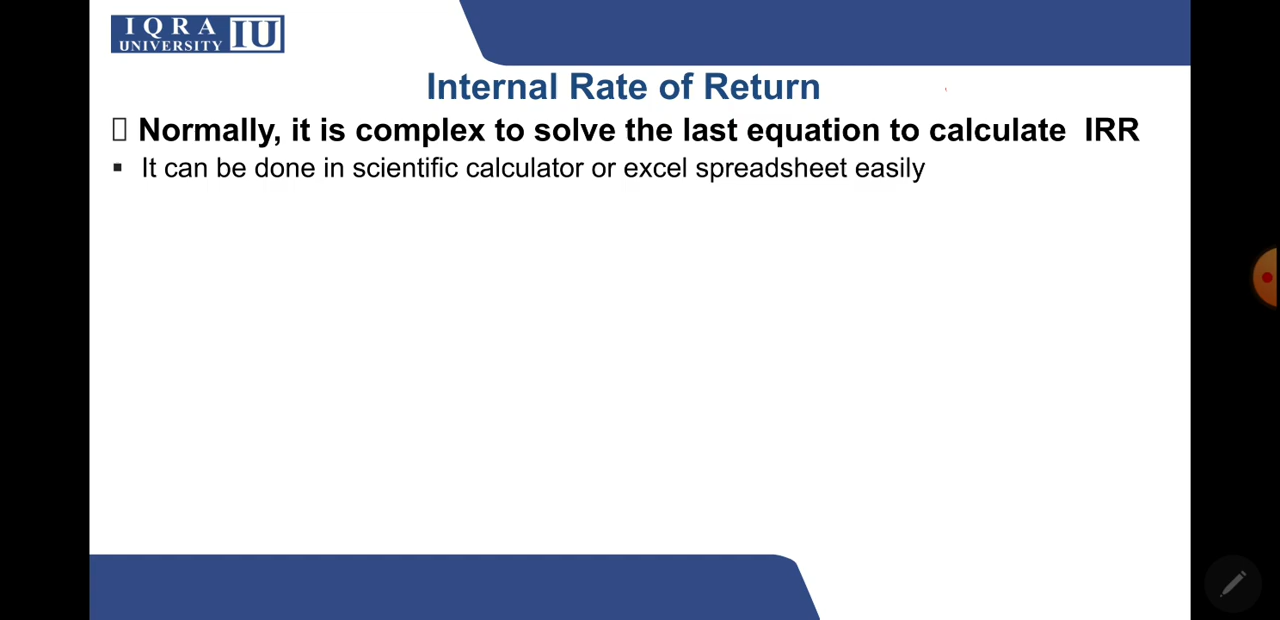 IQRA
UNIVERSITY IU
Internal Rate of Return
Normally, it is complex to solve the last equation to calculate IRR
▪ It can be done in scientific calculator or excel spreadsheet easily